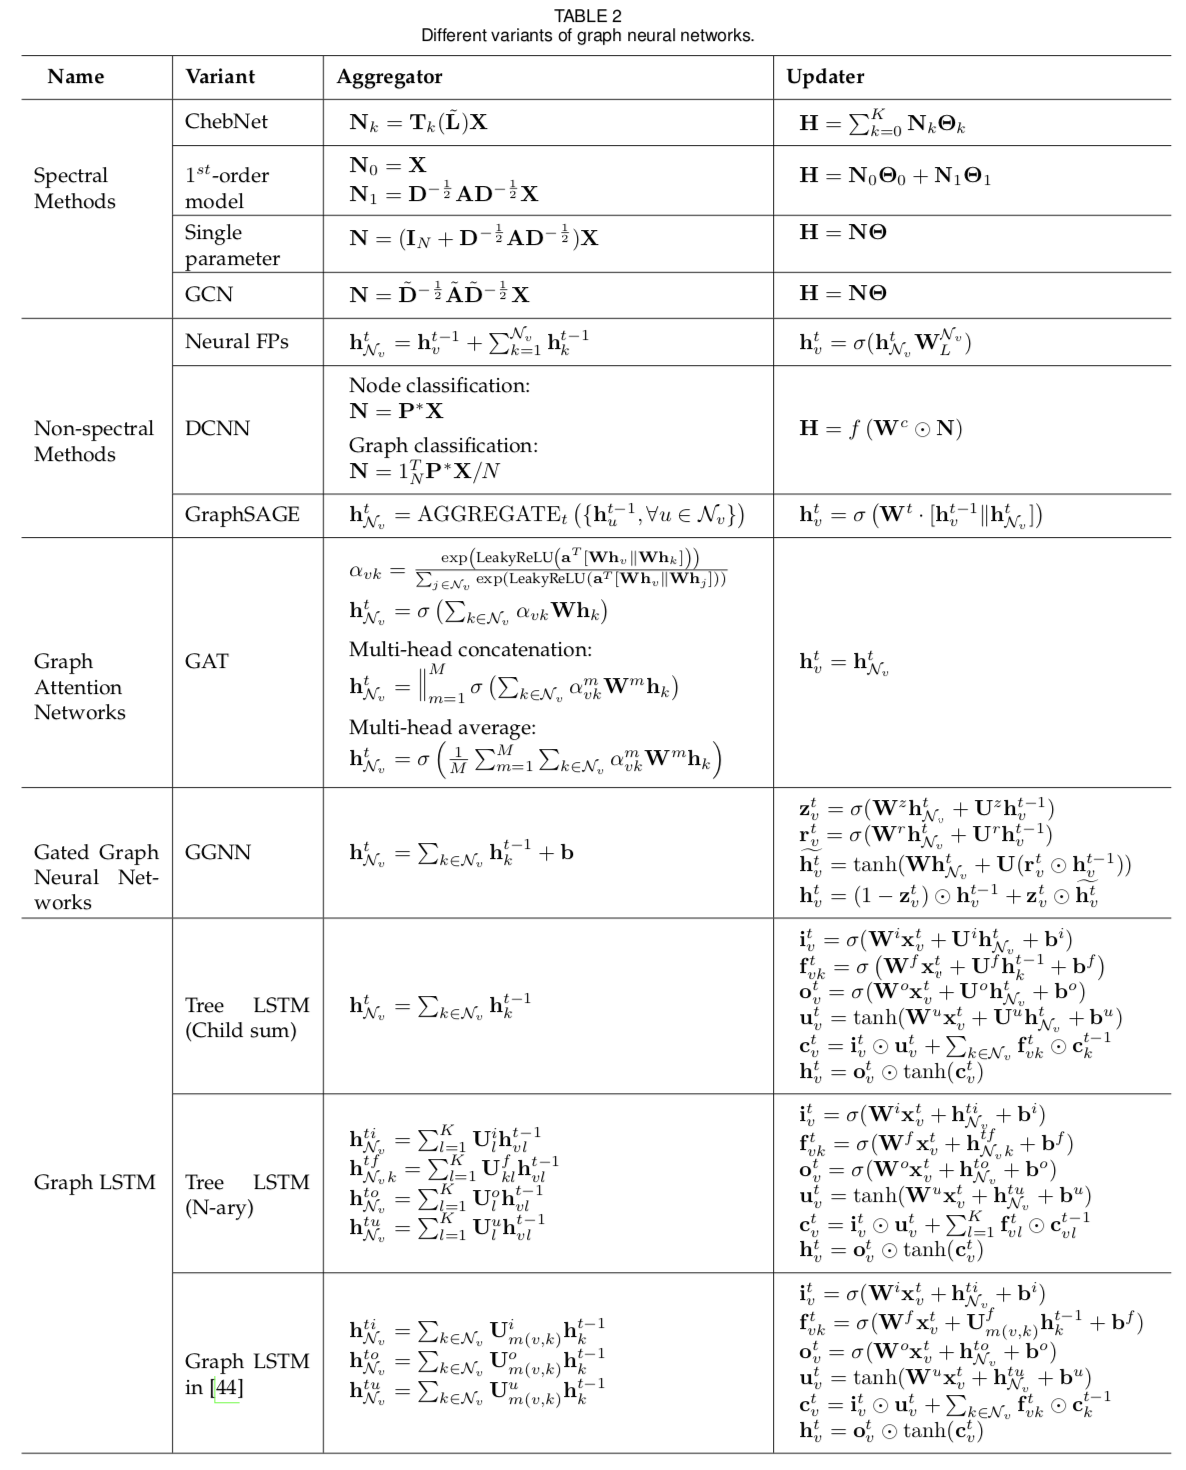 TABLE 2
Different variants of graph neural networks.
Name Variant Aggregator Updater
Spectral Methods
ChebNet
$\mathbf{N}_k = \mathbf{T}_k(\tilde{\mathbf{L}})\mathbf{X}$
$\mathbf{H} = \sum_{k=0}^{K} \mathbf{N}_k \mathbf{\Theta}_k$
1$^{st}$-order model
$\mathbf{N}_0 = \mathbf{X}$
$\mathbf{N}_1 = \mathbf{D}^{-\frac{1}{2}} \mathbf{A} \mathbf{D}^{-\frac{1}{2}} \mathbf{X}$
$\mathbf{H} = \mathbf{N}_0 \mathbf{\Theta}_0 + \mathbf{N}_1 \mathbf{\Theta}_1$
Single parameter
$\mathbf{N} = (\mathbf{I}_N + \mathbf{D}^{-\frac{1}{2}} \mathbf{A} \mathbf{D}^{-\frac{1}{2}})\mathbf{X}$
$\mathbf{H} = \mathbf{N}\mathbf{\Theta}$
GCN
$\mathbf{N} = \tilde{\mathbf{D}}^{-\frac{1}{2}} \tilde{\mathbf{A}} \tilde{\mathbf{D}}^{-\frac{1}{2}} \mathbf{X}$
$\mathbf{H} = \mathbf{N}\mathbf{\Theta}$
Non-spectral Methods
Neural FPs
$\mathbf{h}_{\mathcal{N}_v}^t = \mathbf{h}_v^{t-1} + \sum_{k=1}^{\mathcal{N}_v} \mathbf{h}_k^{t-1}$
$\mathbf{h}_v^t = \sigma(\mathbf{h}_{\mathcal{N}_v}^t \mathbf{W}_L^{\mathcal{N}_v})$
DCNN
Node classification:
$\mathbf{N} = \mathbf{P}^* \mathbf{X}$
Graph classification:
$\mathbf{N} = 1_N^T \mathbf{P}^* \mathbf{X}/N$
$\mathbf{H} = f(\mathbf{W}^c \odot \mathbf{N})$
GraphSAGE
$\mathbf{h}_{\mathcal{N}_v}^t = \text{AGGREGATE}_t(\{\mathbf{h}_u^{t-1}, \forall u \in \mathcal{N}_v\})$
$\mathbf{h}_v^t = \sigma(\mathbf{W}^t \cdot [\mathbf{h}_v^{t-1} \| \mathbf{h}_{\mathcal{N}_v}^t])$
Graph Attention Networks
GAT
$\alpha_{vk} = \frac{\exp(\text{LeakyReLU}(\mathbf{a}^T[\mathbf{W}\mathbf{h}_v \| \mathbf{W}\mathbf{h}_k]))}{\sum_{j \in \mathcal{N}_v} \exp(\text{LeakyReLU}(\mathbf{a}^T[\mathbf{W}\mathbf{h}_v \| \mathbf{W}\mathbf{h}_j]))}$
$\mathbf{h}_{\mathcal{N}_v}^t = \sigma(\sum_{k \in \mathcal{N}_v} \alpha_{vk} \mathbf{W}\mathbf{h}_k)$
Multi-head concatenation:
$\mathbf{h}_{\mathcal{N}_v}^t = \big\|_{m=1}^{M} \sigma(\sum_{k \in \mathcal{N}_v} \alpha_{vk}^m \mathbf{W}^m \mathbf{h}_k)$
Multi-head average:
$\mathbf{h}_{\mathcal{N}_v}^t = \sigma\left(\frac{1}{M} \sum_{m=1}^{M} \sum_{k \in \mathcal{N}_v} \alpha_{vk}^m \mathbf{W}^m \mathbf{h}_k\right)$
$\mathbf{h}_v^t = \mathbf{h}_{\mathcal{N}_v}^t$
Gated Graph Neural Net-works
GGNN
$\mathbf{h}_{\mathcal{N}_v}^t = \sum_{k \in \mathcal{N}_v} \mathbf{h}_k^{t-1} + \mathbf{b}$
$\mathbf{z}_v^t = \sigma(\mathbf{W}^z \mathbf{h}_{\mathcal{N}_v}^t + \mathbf{U}^z \mathbf{h}_v^{t-1})$
$\mathbf{r}_v^t = \sigma(\mathbf{W}^r \mathbf{h}_{\mathcal{N}_v}^t + \mathbf{U}^r \mathbf{h}_v^{t-1})$
$\widetilde{\mathbf{h}_v^t} = \tanh(\mathbf{W}\mathbf{h}_{\mathcal{N}_v}^t + \mathbf{U}(\mathbf{r}_v^t \odot \mathbf{h}_v^{t-1}))$
$\mathbf{h}_v^t = (1 - \mathbf{z}_v^t) \odot \mathbf{h}_v^{t-1} + \mathbf{z}_v^t \odot \widetilde{\mathbf{h}_v^t}$
Graph LSTM
Tree LSTM (Child sum)
$\mathbf{h}_{\mathcal{N}_v}^t = \sum_{k \in \mathcal{N}_v} \mathbf{h}_k^{t-1}$
$\mathbf{i}_v^t = \sigma(\mathbf{W}^i \mathbf{x}_v^t + \mathbf{U}^i \mathbf{h}_{\mathcal{N}_v}^t + \mathbf{b}^i)$
$\mathbf{f}_{vk}^t = \sigma(\mathbf{W}^f \mathbf{x}_v^t + \mathbf{U}^f \mathbf{h}_k^{t-1} + \mathbf{b}^f)$
$\mathbf{o}_v^t = \sigma(\mathbf{W}^o \mathbf{x}_v^t + \mathbf{U}^o \mathbf{h}_{\mathcal{N}_v}^t + \mathbf{b}^o)$
$\mathbf{u}_v^t = \tanh(\mathbf{W}^u \mathbf{x}_v^t + \mathbf{U}^u \mathbf{h}_{\mathcal{N}_v}^t + \mathbf{b}^u)$
$\mathbf{c}_v^t = \mathbf{i}_v^t \odot \mathbf{u}_v^t + \sum_{k \in \mathcal{N}_v} \mathbf{f}_{vk}^t \odot \mathbf{c}_k^{t-1}$
$\mathbf{h}_v^t = \mathbf{o}_v^t \odot \tanh(\mathbf{c}_v^t)$
Tree LSTM (N-ary)
$\mathbf{h}_{\mathcal{N}_v}^{ti} = \sum_{l=1}^{K} \mathbf{U}_l^i \mathbf{h}_{vl}^{t-1}$
$\mathbf{h}_{\mathcal{N}_v k}^{tf} = \sum_{l=1}^{K} \mathbf{U}_{kl}^f \mathbf{h}_{vl}^{t-1}$
$\mathbf{h}_{\mathcal{N}_v}^{to} = \sum_{l=1}^{K} \mathbf{U}_l^o \mathbf{h}_{vl}^{t-1}$
$\mathbf{h}_{\mathcal{N}_v}^{tu} = \sum_{l=1}^{K} \mathbf{U}_l^u \mathbf{h}_{vl}^{t-1}$
$\mathbf{i}_v^t = \sigma(\mathbf{W}^i \mathbf{x}_v^t + \mathbf{h}_{\mathcal{N}_v}^{ti} + \mathbf{b}^i)$
$\mathbf{f}_{vk}^t = \sigma(\mathbf{W}^f \mathbf{x}_v^t + \mathbf{h}_{\mathcal{N}_v k}^{tf} + \mathbf{b}^f)$
$\mathbf{o}_v^t = \sigma(\mathbf{W}^o \mathbf{x}_v^t + \mathbf{h}_{\mathcal{N}_v}^{to} + \mathbf{b}^o)$
$\mathbf{u}_v^t = \tanh(\mathbf{W}^u \mathbf{x}_v^t + \mathbf{h}_{\mathcal{N}_v}^{tu} + \mathbf{b}^u)$
$\mathbf{c}_v^t = \mathbf{i}_v^t \odot \mathbf{u}_v^t + \sum_{l=1}^{K} \mathbf{f}_{vl}^t \odot \mathbf{c}_{vl}^{t-1}$
$\mathbf{h}_v^t = \mathbf{o}_v^t \odot \tanh(\mathbf{c}_v^t)$
Graph LSTM in [44]
$\mathbf{h}_{\mathcal{N}_v}^{ti} = \sum_{k \in \mathcal{N}_v} \mathbf{U}_{m(v,k)}^i \mathbf{h}_k^{t-1}$
$\mathbf{h}_{\mathcal{N}_v}^{to} = \sum_{k \in \mathcal{N}_v} \mathbf{U}_{m(v,k)}^o \mathbf{h}_k^{t-1}$
$\mathbf{h}_{\mathcal{N}_v}^{tu} = \sum_{k \in \mathcal{N}_v} \mathbf{U}_{m(v,k)}^u \mathbf{h}_k^{t-1}$
$\mathbf{i}_v^t = \sigma(\mathbf{W}^i \mathbf{x}_v^t + \mathbf{h}_{\mathcal{N}_v}^{ti} + \mathbf{b}^i)$
$\mathbf{f}_{vk}^t = \sigma(\mathbf{W}^f \mathbf{x}_v^t + \mathbf{U}_{m(v,k)}^f \mathbf{h}_k^{t-1} + \mathbf{b}^f)$
$\mathbf{o}_v^t = \sigma(\mathbf{W}^o \mathbf{x}_v^t + \mathbf{h}_{\mathcal{N}_v}^{to} + \mathbf{b}^o)$
$\mathbf{u}_v^t = \tanh(\mathbf{W}^u \mathbf{x}_v^t + \mathbf{h}_{\mathcal{N}_v}^{tu} + \mathbf{b}^u)$
$\mathbf{c}_v^t = \mathbf{i}_v^t \odot \mathbf{u}_v^t + \sum_{k \in \mathcal{N}_v} \mathbf{f}_{vk}^t \odot \mathbf{c}_k^{t-1}$
$\mathbf{h}_v^t = \mathbf{o}_v^t \odot \tanh(\mathbf{c}_v^t)$